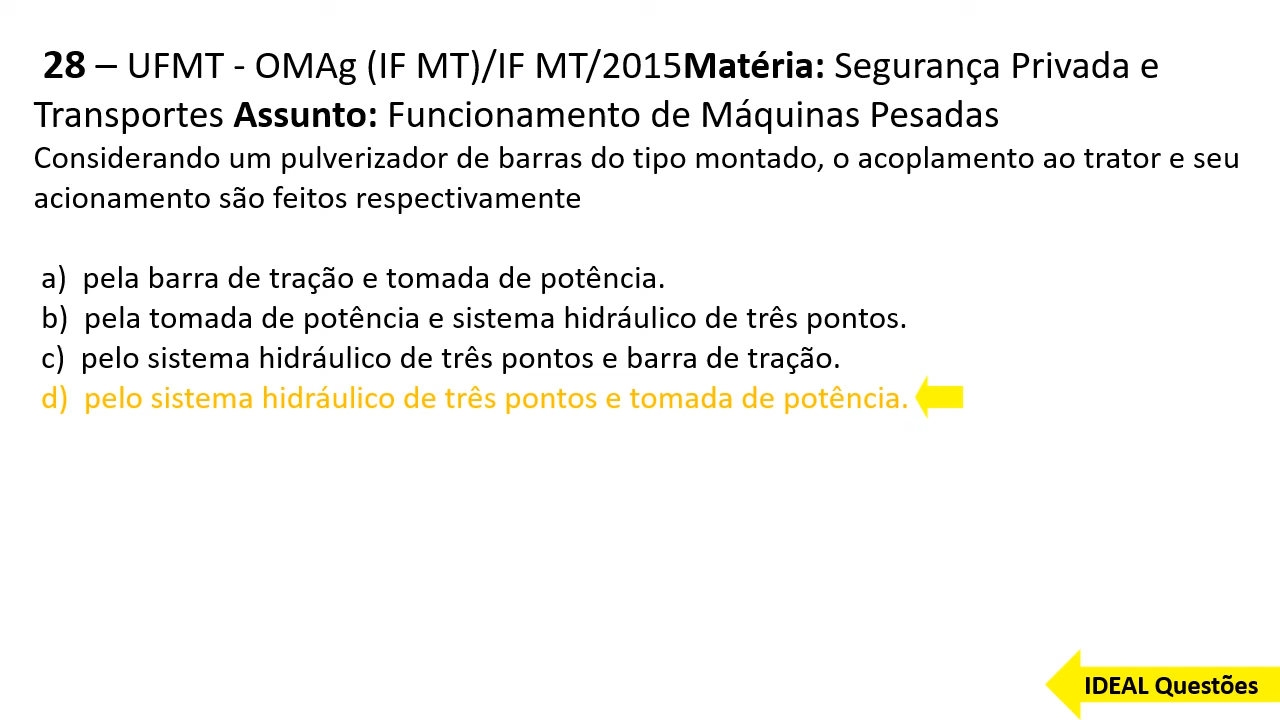 28 – UFMT - OMAg (IF MT)/IF MT/2015Matéria: Segurança Privada e
Transportes Assunto: Funcionamento de Máquinas Pesadas
Considerando um pulverizador de barras do tipo montado, o acoplamento ao trator e seu
acionamento são feitos respectivamente
a) pela barra de tração e tomada de potência.
b) pela tomada de potência e sistema hidráulico de três pontos.
c) pelo sistema hidráulico de três pontos e barra de tração.
d) pelo sistema hidráulico de três pontos e tomada de potência.
IDEAL Questões